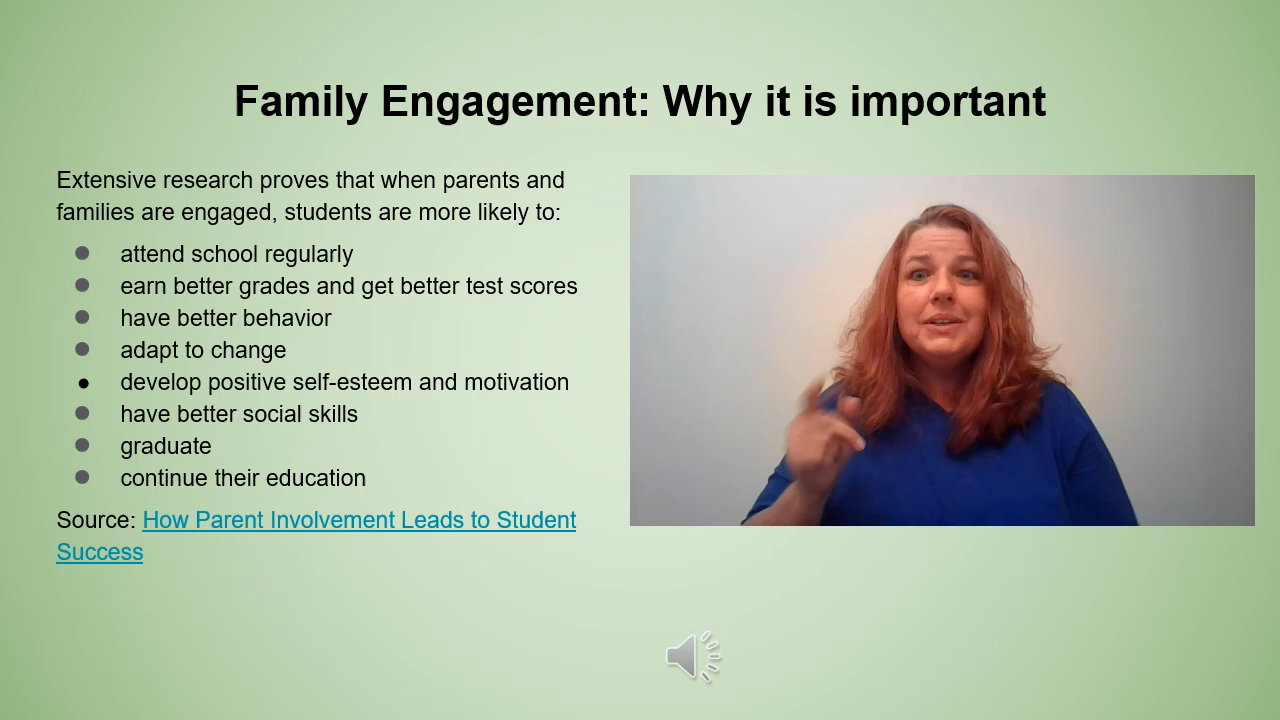 Family Engagement: Why it is important
Extensive research proves that when parents and
families are engaged, students are more likely to:
● attend school regularly
● earn better grades and get better test scores
● have better behavior
● adapt to change
● develop positive self-esteem and motivation
● have better social skills
● graduate
● continue their education
Source: How Parent Involvement Leads to Student
Success